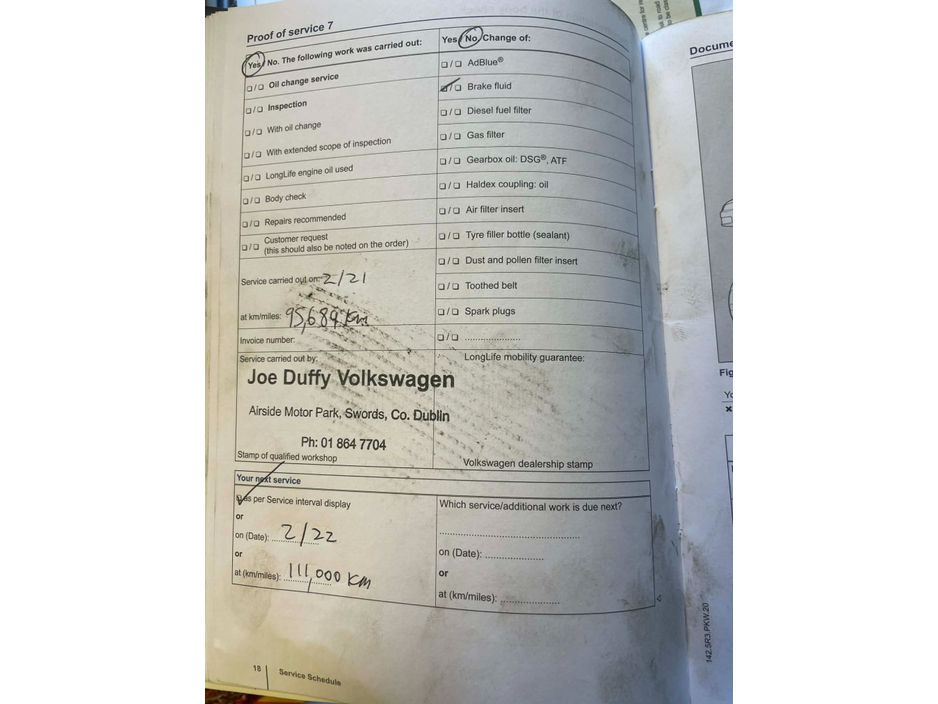 Proof of service 7
Yes/ No. The following work was carried out:
❑ / ❑ Oil change service
❑ / ❑ Inspection
❑ / ❑ With oil change
❑ / ❑ With extended scope of inspection
❑ / ❑ LongLife engine oil used
❑ / ❑ Body check
❑ / ❑ Repairs recommended
❑ / ❑ Customer request
(this should also be noted on the order)
Service carried out on: 2/21
at km/miles: 95,689 km
Invoice number:
Service carried out by:
Joe Duffy Volkswagen
Airside Motor Park, Swords, Co. Dublin
Ph: 01 864 7704
Stamp of qualified workshop
Yes/ No. Change of:
❑ / ❑ AdBlue®
❑ / ❑ Brake fluid
❑ / ❑ Diesel fuel filter
❑ / ❑ Gas filter
❑ / ❑ Gearbox oil: DSG®, ATF
❑ / ❑ Haldex coupling: oil
❑ / ❑ Air filter insert
❑ / ❑ Tyre filler bottle (sealant)
❑ / ❑ Dust and pollen filter insert
❑ / ❑ Toothed belt
❑ / ❑ Spark plugs
❑ / ❑ ....................
LongLife mobility guarantee:
Volkswagen dealership stamp
Your next service
as per Service interval display
or
on (Date): 2/22
or
at (km/miles): 111,000 KM
Which service/additional work is due next?
on (Date): ................
or
at (km/miles): ................
18 Service Schedule
142.5R3.PKW.20
Docume
Fig